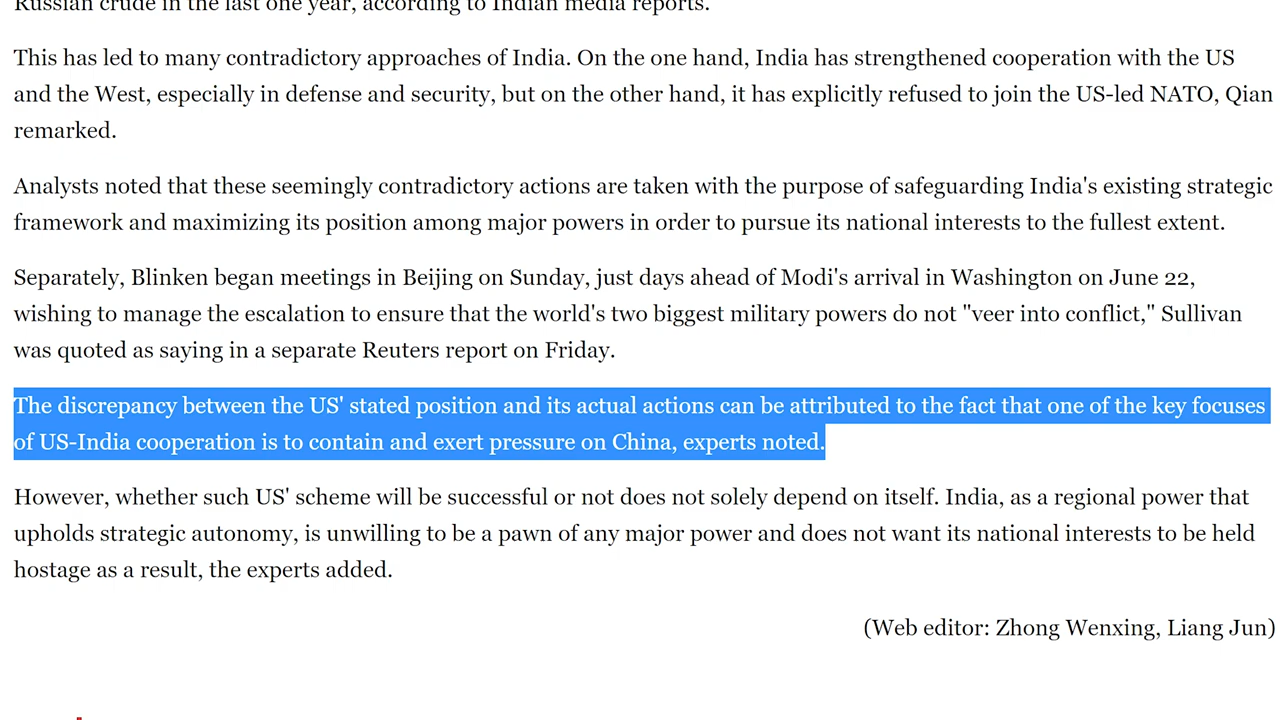 Russian crude in the last one year, according to Indian media reports.
This has led to many contradictory approaches of India. On the one hand, India has strengthened cooperation with the US
and the West, especially in defense and security, but on the other hand, it has explicitly refused to join the US-led NATO, Qian
remarked.
Analysts noted that these seemingly contradictory actions are taken with the purpose of safeguarding India's existing strategic
framework and maximizing its position among major powers in order to pursue its national interests to the fullest extent.
Separately, Blinken began meetings in Beijing on Sunday, just days ahead of Modi's arrival in Washington on June 22,
wishing to manage the escalation to ensure that the world's two biggest military powers do not "veer into conflict," Sullivan
was quoted as saying in a separate Reuters report on Friday.
The discrepancy between the US' stated position and its actual actions can be attributed to the fact that one of the key focuses
of US-India cooperation is to contain and exert pressure on China, experts noted.
However, whether such US' scheme will be successful or not does not solely depend on itself. India, as a regional power that
upholds strategic autonomy, is unwilling to be a pawn of any major power and does not want its national interests to be held
hostage as a result, the experts added.
(Web editor: Zhong Wenxing, Liang Jun)